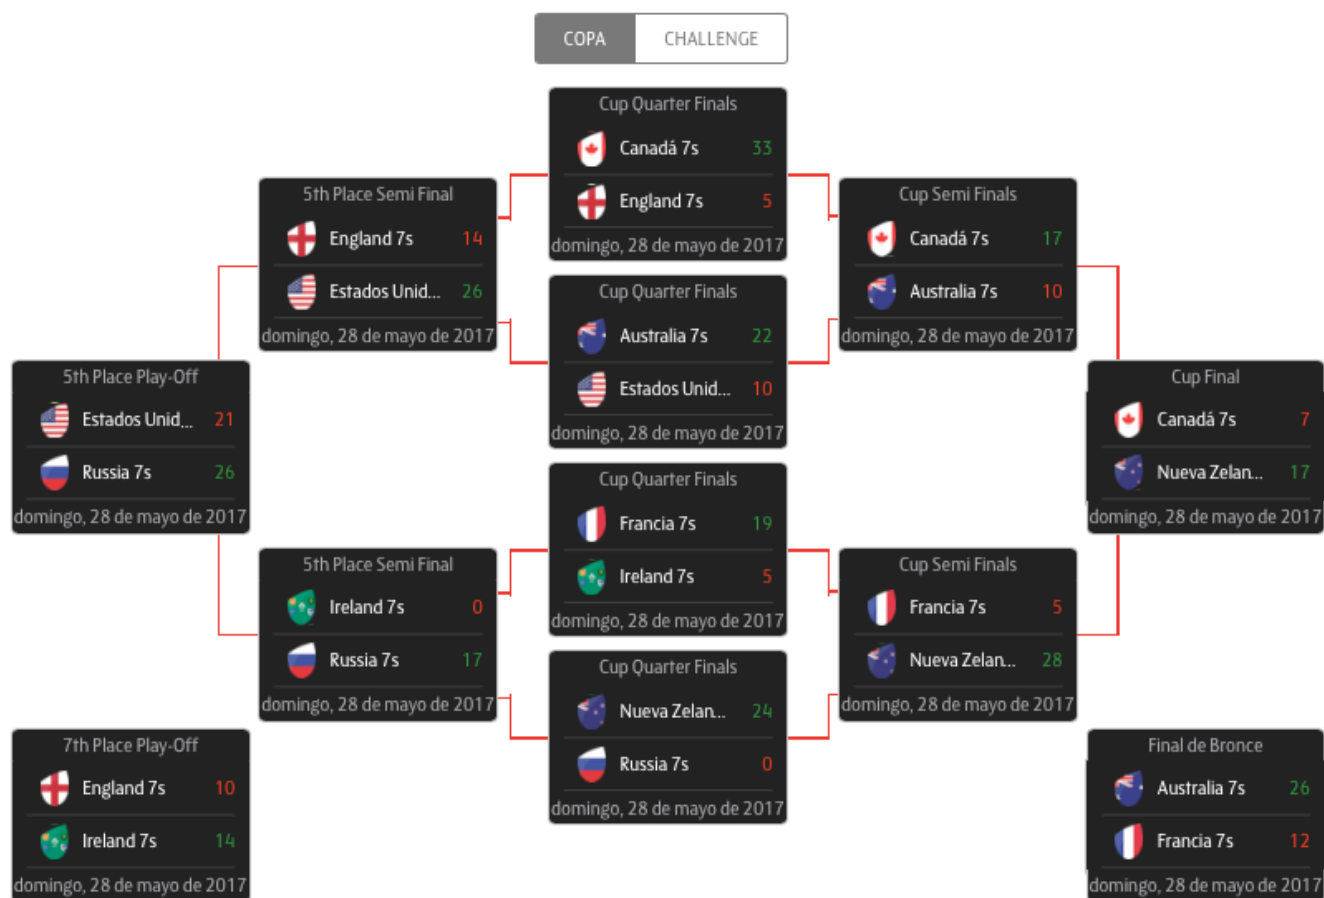 COPA CHALLENGE
Cup Quarter Finals
Canadá 7s 33
England 7s 5
domingo, 28 de mayo de 2017
5th Place Semi Final
England 7s 14
Estados Unid... 26
domingo, 28 de mayo de 2017
Cup Semi Finals
Canadá 7s 17
Australia 7s 10
domingo, 28 de mayo de 2017
Cup Quarter Finals
Australia 7s 22
Estados Unid... 10
domingo, 28 de mayo de 2017
5th Place Play-Off
Estados Unid... 21
Russia 7s 26
domingo, 28 de mayo de 2017
Cup Final
Canadá 7s 7
Nueva Zelan... 17
domingo, 28 de mayo de 2017
Cup Quarter Finals
Francia 7s 19
Ireland 7s 5
domingo, 28 de mayo de 2017
5th Place Semi Final
Ireland 7s 0
Russia 7s 17
domingo, 28 de mayo de 2017
Cup Semi Finals
Francia 7s 5
Nueva Zelan... 28
domingo, 28 de mayo de 2017
Cup Quarter Finals
Nueva Zelan... 24
Russia 7s 0
domingo, 28 de mayo de 2017
7th Place Play-Off
England 7s 10
Ireland 7s 14
domingo, 28 de mayo de 2017
Final de Bronce
Australia 7s 26
Francia 7s 12
domingo, 28 de mayo de 2017